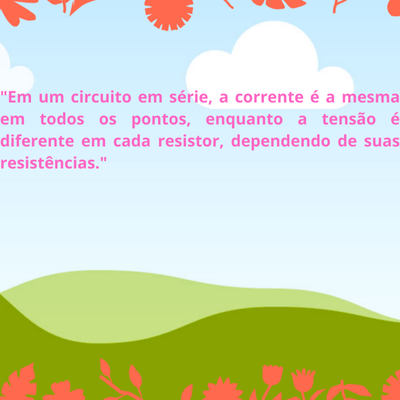 "Em um circuito em série, a corrente é a mesma
em todos os pontos, enquanto a tensão é
diferente em cada resistor, dependendo de suas
resistências."